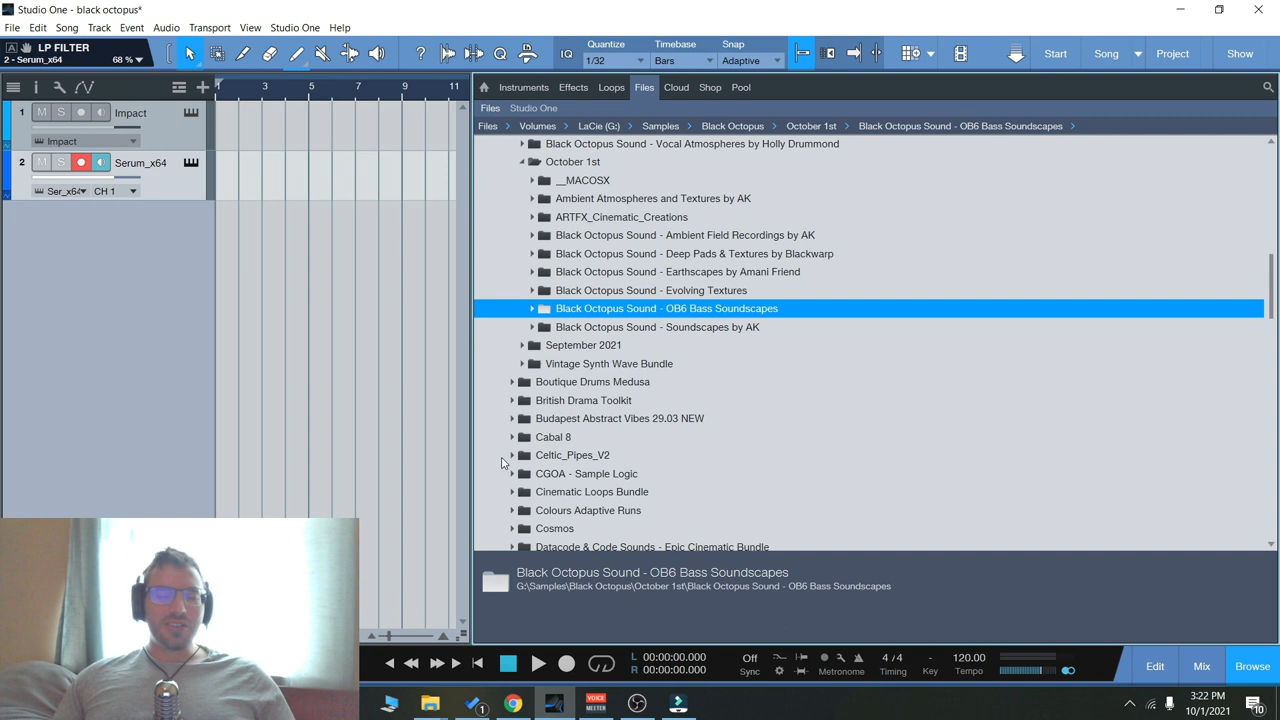 Studio One - black octopus*
File Edit Song Track Event Audio Transport View Studio One Help
A LP FILTER
2 - Serum_x64 68 %
? IQ Quantize Timebase Snap
1/32 Bars Adaptive
Start Song Project Show
1 3 5 7 9 11
Instruments Effects Loops Files Cloud Shop Pool
Files Studio One
Files Volumes LaCie (G:) Samples Black Octopus October 1st Black Octopus Sound - OB6 Bass Soundscapes
1 M S Impact
Impact
2 M S Serum_x64
Ser_x64 CH 1
Black Octopus Sound - Vocal Atmospheres by Holly Drummond
October 1st
__MACOSX
Ambient Atmospheres and Textures by AK
ARTFX_Cinematic_Creations
Black Octopus Sound - Ambient Field Recordings by AK
Black Octopus Sound - Deep Pads & Textures by Blackwarp
Black Octopus Sound - Earthscapes by Amani Friend
Black Octopus Sound - Evolving Textures
Black Octopus Sound - OB6 Bass Soundscapes
Black Octopus Sound - Soundscapes by AK
September 2021
Vintage Synth Wave Bundle
Boutique Drums Medusa
British Drama Toolkit
Budapest Abstract Vibes 29.03 NEW
Cabal 8
Celtic_Pipes_V2
CGOA - Sample Logic
Cinematic Loops Bundle
Colours Adaptive Runs
Cosmos
Datacode & Code Sounds - Epic Cinematic Bundle
Black Octopus Sound - OB6 Bass Soundscapes
G:\Samples\Black Octopus\October 1st\Black Octopus Sound - OB6 Bass Soundscapes
L 00:00:00.000
R 00:00:00.000
Off
Sync
Metronome
4 / 4
Timing
-
Key
120.00
Tempo
Edit Mix Browse
1
VOICE
MEETER
3:22 PM
10/1/2021
10